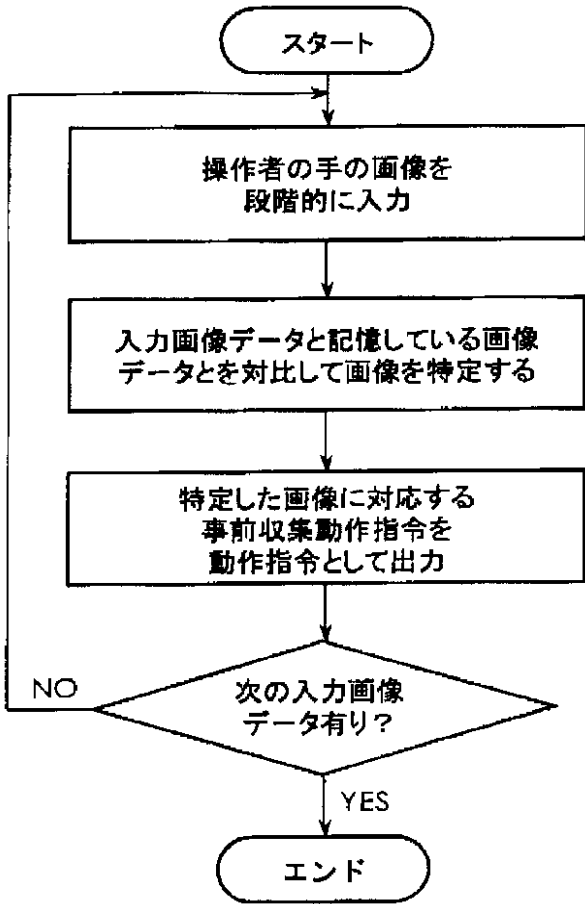 スタート
操作者の手の画像を
段階的に入力
入力画像データと記憶している画像
データとを対比して画像を特定する
特定した画像に対応する
事前収集動作指令を
動作指令として出力
次の入力画像
データ有り?
NO
YES
エンド